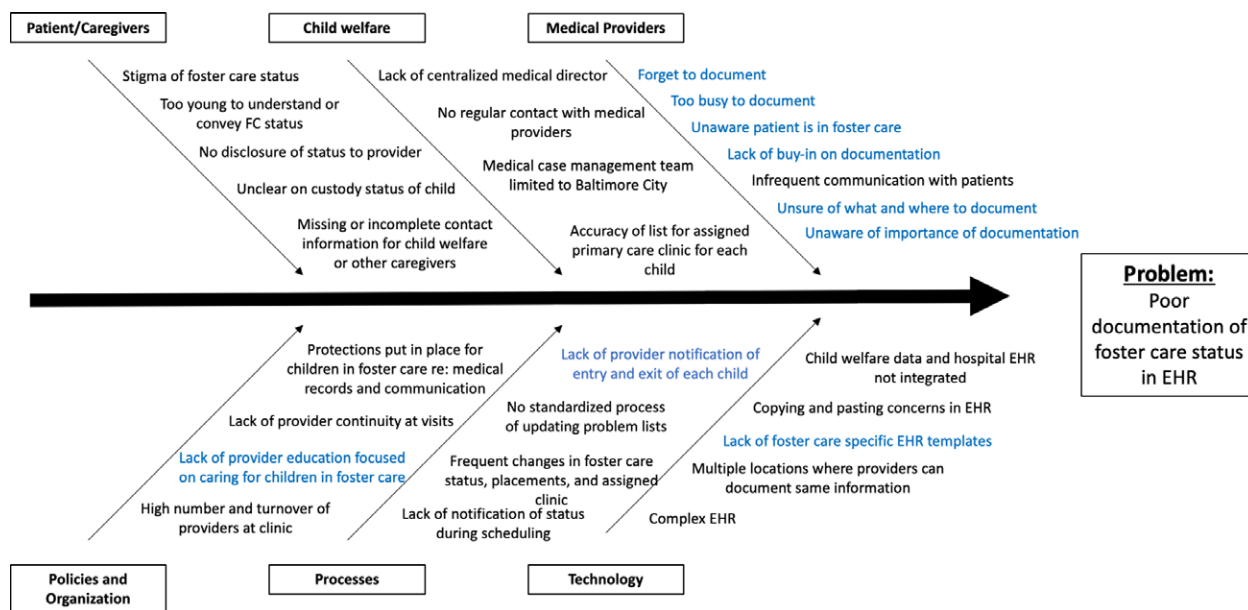 Patient/Caregivers
Child welfare
Medical Providers
Stigma of foster care status
Too young to understand or
convey FC status
No disclosure of status to provider
Unclear on custody status of child
Missing or incomplete contact
information for child welfare
or other caregivers
Lack of centralized medical director
No regular contact with medical
providers
Medical case management team
limited to Baltimore City
Accuracy of list for assigned
primary care clinic for each
child
Forget to document
Too busy to document
Unaware patient is in foster care
Lack of buy-in on documentation
Infrequent communication with patients
Unsure of what and where to document
Unaware of importance of documentation
Problem:
Poor
documentation of
foster care status
in EHR
Protections put in place for
children in foster care re: medical
records and communication
Lack of provider continuity at visits
Lack of provider education focused
on caring for children in foster care
High number and turnover of
providers at clinic
Lack of provider notification of
entry and exit of each child
No standardized process
of updating problem lists
Frequent changes in foster care
status, placements, and assigned
clinic
Lack of notification of status
during scheduling
Child welfare data and hospital EHR
not integrated
Copying and pasting concerns in EHR
Lack of foster care specific EHR templates
Multiple locations where providers can
document same information
Complex EHR
Policies and
Organization
Processes
Technology